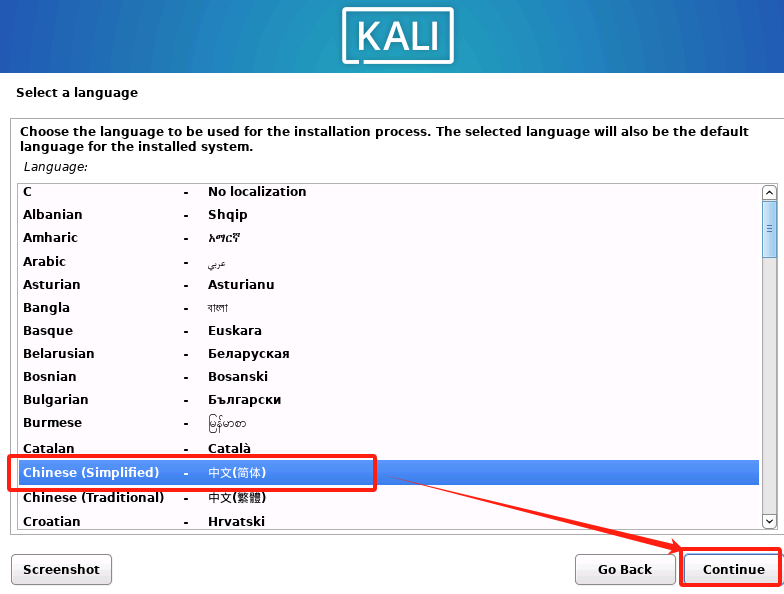 KALI
Select a language
Choose the language to be used for the installation process. The selected language will also be the default
language for the installed system.
Language:
C - No localization
Albanian - Shqip
Amharic - አማርኛ
Arabic - عربي
Asturian - Asturianu
Bangla - বাংলা
Basque - Euskara
Belarusian - Беларуская
Bosnian - Bosanski
Bulgarian - Български
Burmese - မြန်မာစာ
Catalan - Català
Chinese (Simplified) - 中文(简体)
Chinese (Traditional) - 中文(繁體)
Croatian - Hrvatski
Screenshot Go Back Continue